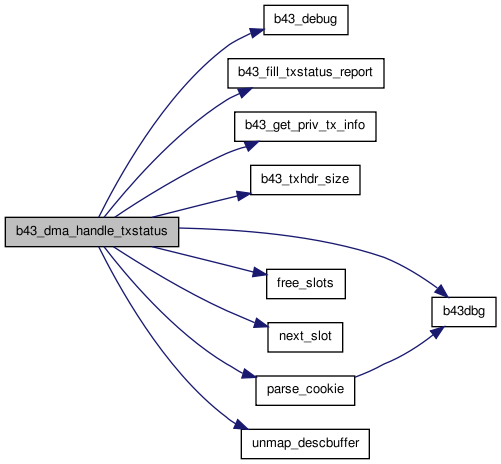 b43_debug
b43_fill_txstatus_report
b43_get_priv_tx_info
b43_txhdr_size
b43_dma_handle_txstatus
free_slots
b43dbg
next_slot
parse_cookie
unmap_descbuffer